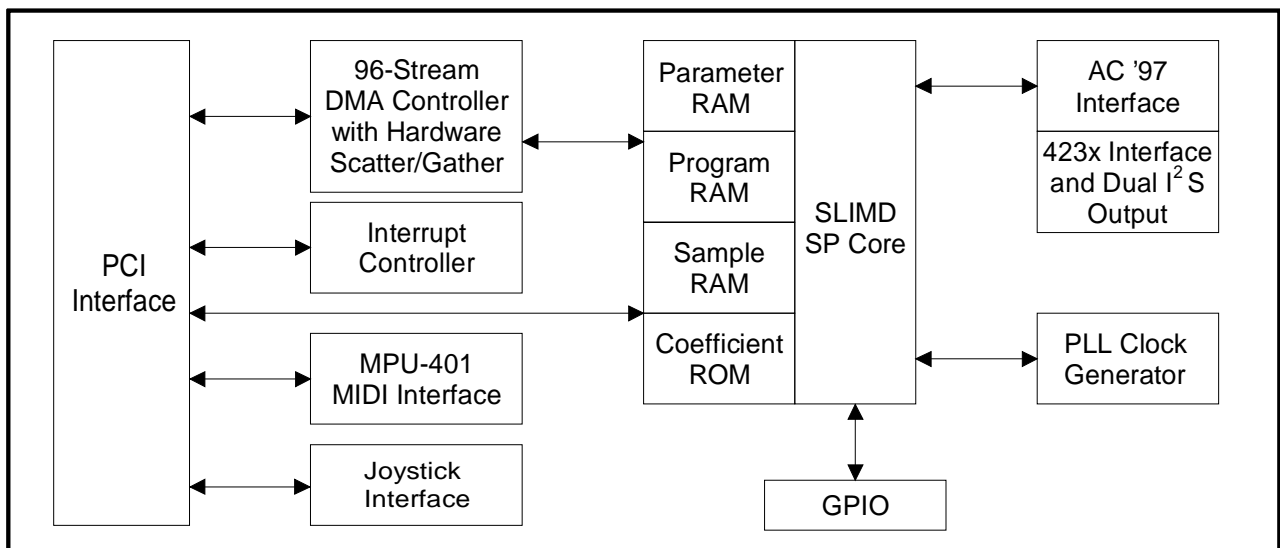 PCI
Interface
96-Stream
DMA Controller
with Hardware
Scatter/Gather
Interrupt
Controller
MPU-401
MIDI Interface
Joystick
Interface
Parameter
RAM
Program
RAM
Sample
RAM
Coefficient
ROM
SLIMD
SP Core
AC '97
Interface
423x Interface
and Dual I² S
Output
PLL Clock
Generator
GPIO